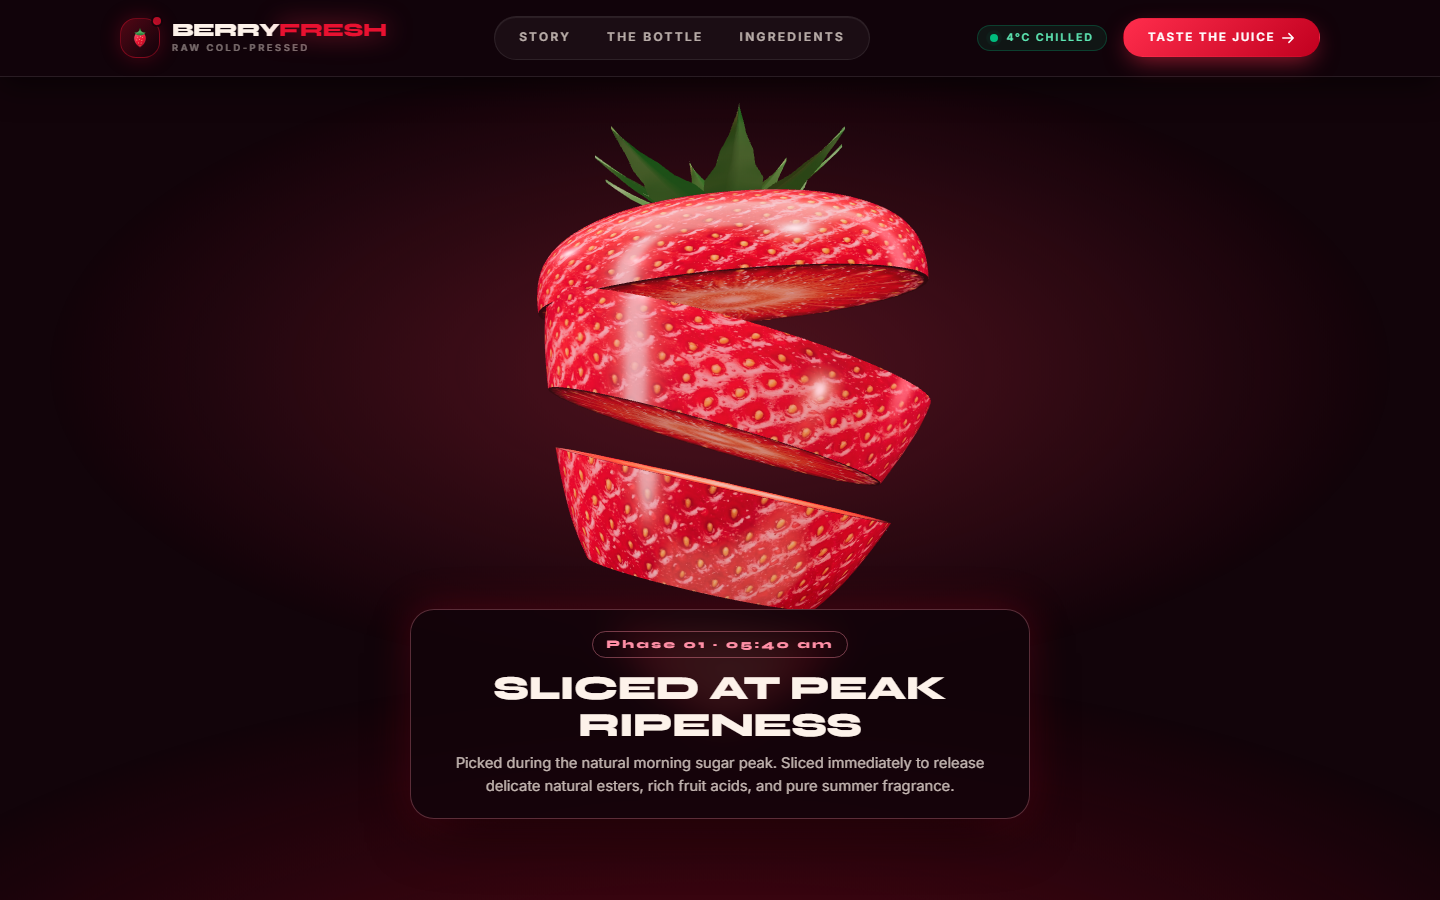 BERRYFRESH
RAW COLD-PRESSED
STORY
THE BOTTLE
INGREDIENTS
4°C CHILLED
TASTE THE JUICE →
Phase 01 · 05:40 am
SLICED AT PEAK
RIPENESS
Picked during the natural morning sugar peak. Sliced immediately to release
delicate natural esters, rich fruit acids, and pure summer fragrance.